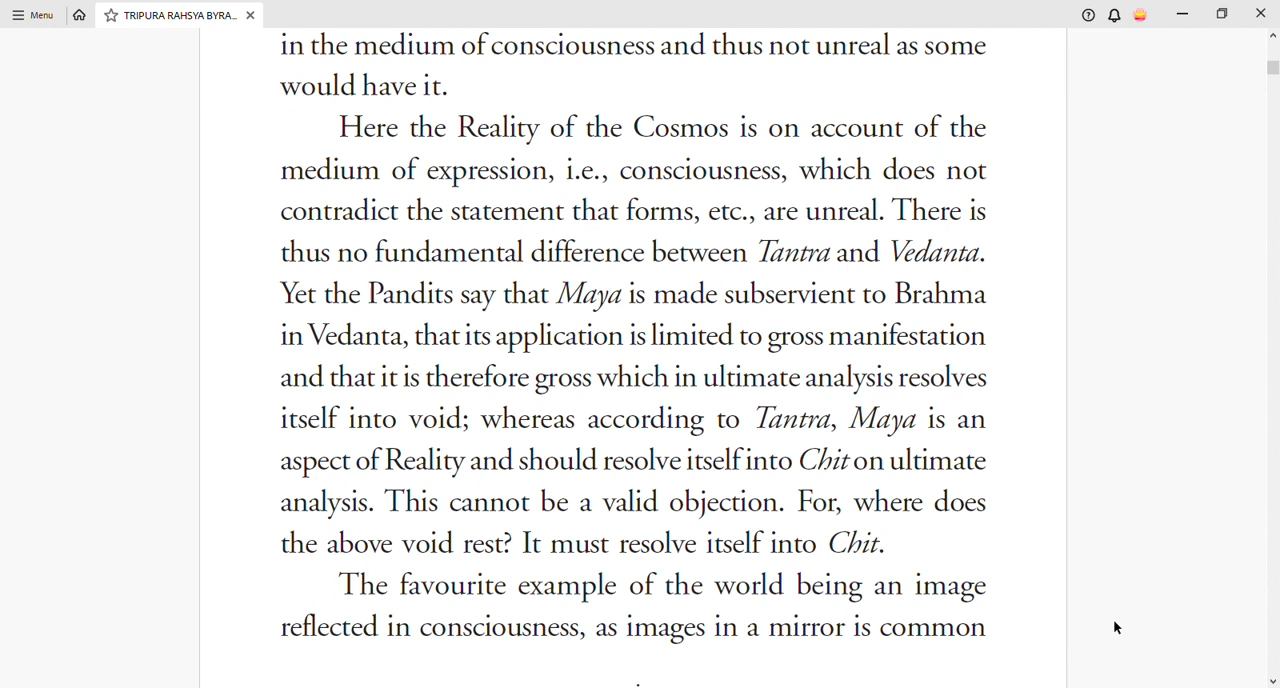 Menu
TRIPURA RAHSYA BYRA...
in the medium of consciousness and thus not unreal as some
would have it.
Here the Reality of the Cosmos is on account of the
medium of expression, i.e., consciousness, which does not
contradict the statement that forms, etc., are unreal. There is
thus no fundamental difference between Tantra and Vedanta.
Yet the Pandits say that Maya is made subservient to Brahma
in Vedanta, that its application is limited to gross manifestation
and that it is therefore gross which in ultimate analysis resolves
itself into void; whereas according to Tantra, Maya is an
aspect of Reality and should resolve itself into Chit on ultimate
analysis. This cannot be a valid objection. For, where does
the above void rest? It must resolve itself into Chit.
The favourite example of the world being an image
reflected in consciousness, as images in a mirror is common